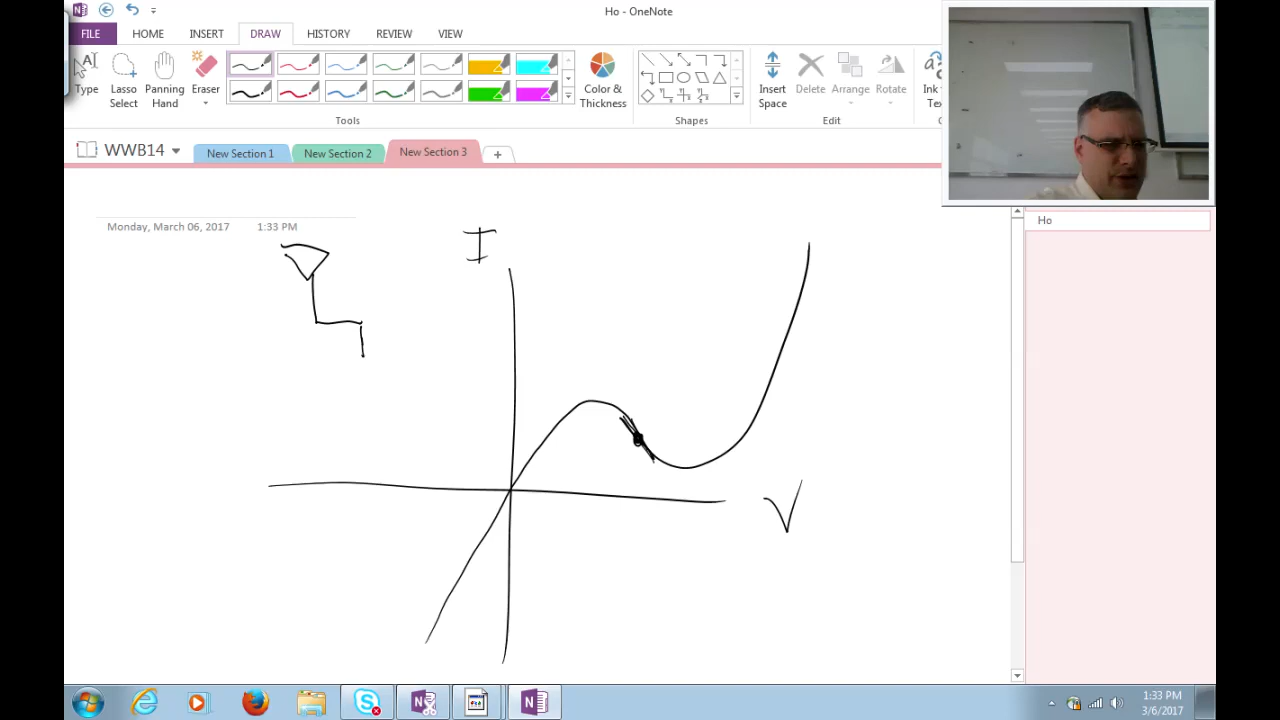 Ho - OneNote
FILE HOME INSERT DRAW HISTORY REVIEW VIEW
Type
Lasso Select
Panning Hand
Eraser
Color & Thickness
Insert Space
Delete
Arrange
Rotate
Ink to
Tools
Shapes
Edit
WWB14
New Section 1
New Section 2
New Section 3
Ho
Monday, March 06, 2017 1:33 PM
I
V
1:33 PM
3/6/2017